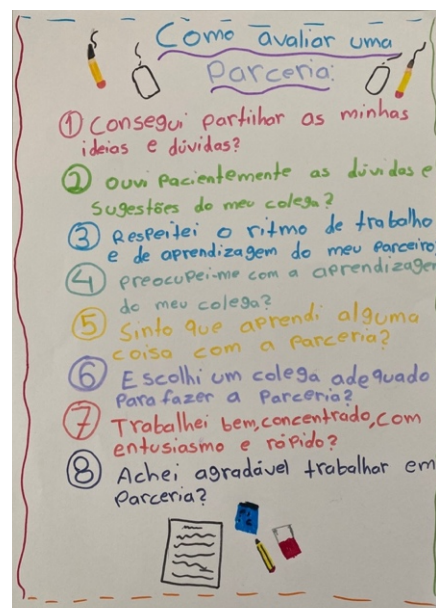 Como avaliar uma
Parceria:
① Consegui partilhar as minhas
ideias e dúvidas?
② ouvi pacientemente as dúvidas e
sugestões do meu colega?
③ Respeitei o ritmo de trabalho
e de aprendizagem do meu parceiro
④ preocupei-me com a aprendizagem
do meu colega?
⑤ Sinto que aprendi alguma
coisa com a parceria?
⑥ Escolhi um colega adequado
para fazer a parceria?
⑦ Trabalhei bem, concentrado, com
entusiasmo e rápido?
⑧ Achei agradável trabalhar em
parceria?